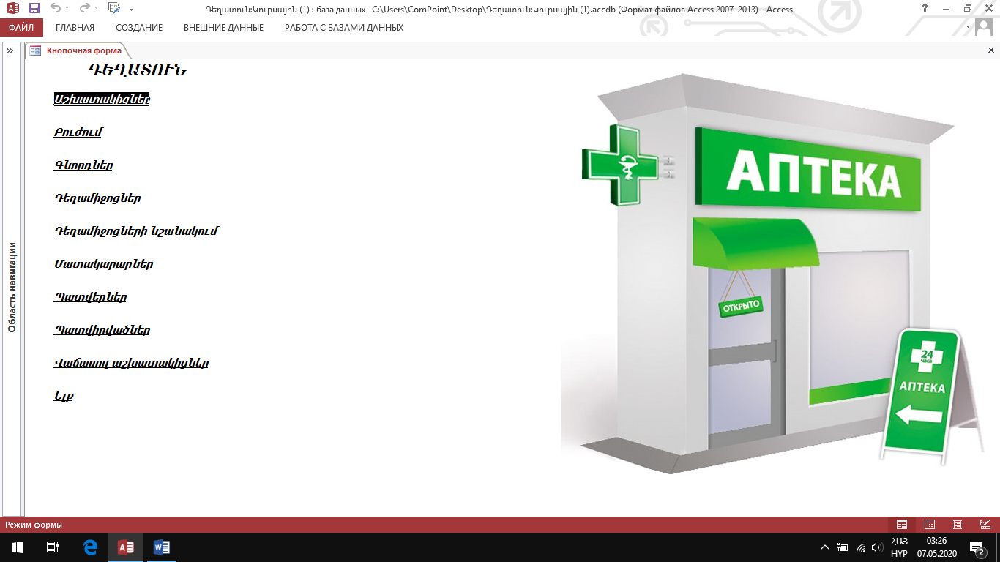 Դեղատուն:Կուրսային (1) : база данных- C:\Users\ComPoint\Desktop\Դեղատուն:Կուրսային (1).accdb (Формат файлов Access 2007–2013) - Access
ФАЙЛ ГЛАВНАЯ СОЗДАНИЕ ВНЕШНИЕ ДАННЫЕ РАБОТА С БАЗАМИ ДАННЫХ
Кнопочная форма
Область навигации
ԴԵՂԱՏՈՒՆ
Աշխատակիցներ
Բուժում
Գնորդներ
Դեղամիջոցներ
Դեղամիջոցների նշանակում
Մատակարարներ
Պատվերներ
Պատվիրվածներ
Վաճառող աշխատակիցներ
Ելք
АПТЕКА
ОТКРЫТО
24
часа
АПТЕКА
Режим формы
ՀԱՅ
HYP
03:26
07.05.2020
2